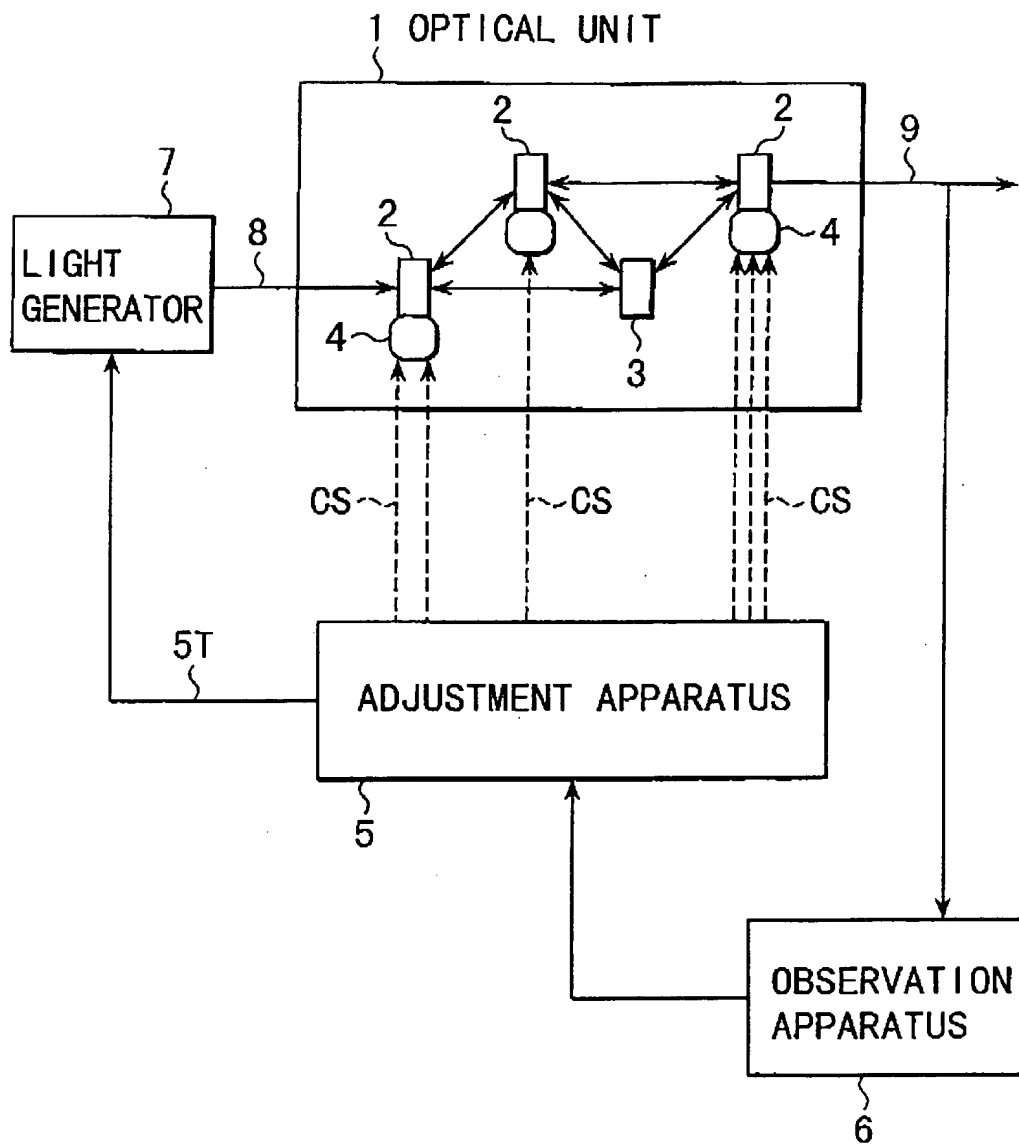 1 OPTICAL UNIT
2
2
9
7
2
4
8
LIGHT
GENERATOR
4
3
CS
CS
CS
5T
ADJUSTMENT APPARATUS
5
OBSERVATION
APPARATUS
6